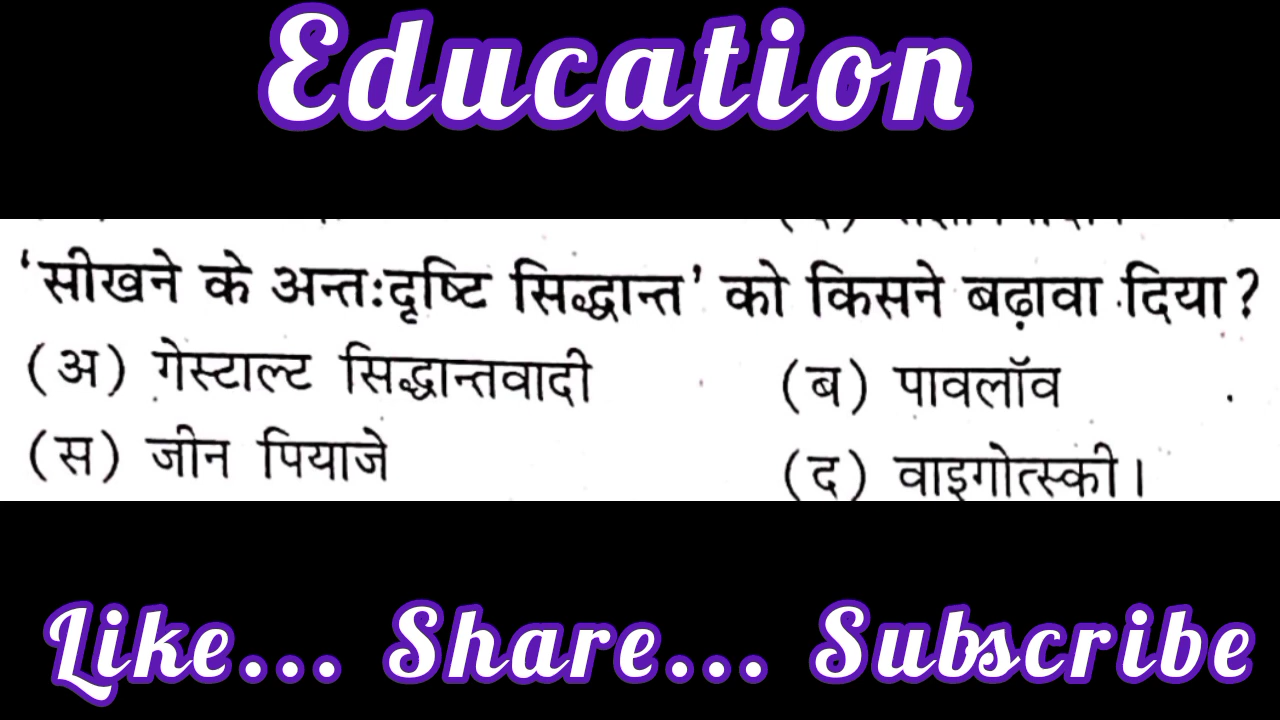 Education
‘सीखने के अन्तःदृष्टि सिद्धान्त’ को किसने बढ़ावा दिया?
(अ) गेस्टाल्ट सिद्धान्तवादी (ब) पावलॉव
(स) जीन पियाजे (द) वाइगोत्स्की।
Like... Share... Subscribe